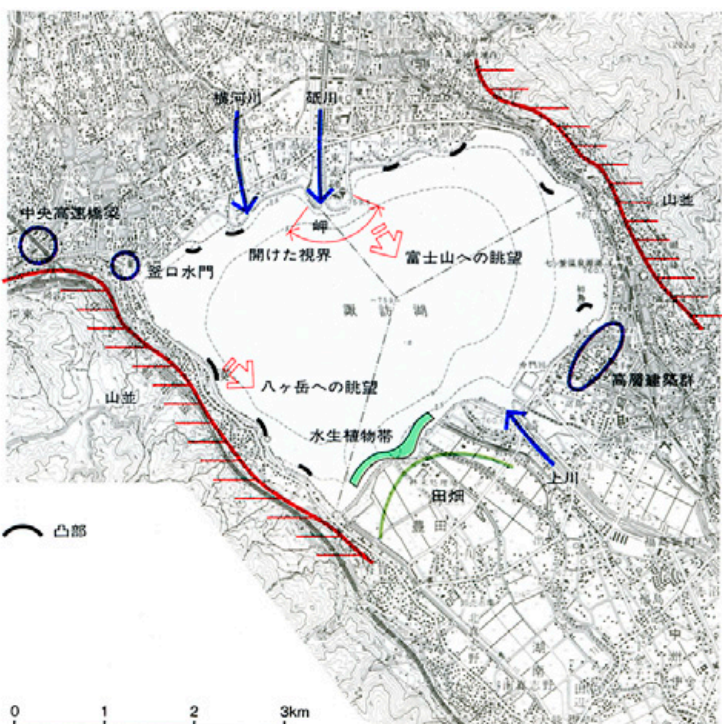 横河川
砥川
中央高速橋梁
釜口水門
岬
開けた視界
富士山への眺望
山並
諏訪湖
八ヶ岳への眺望
高層建築群
山並
水生植物帯
上川
田畑
豊田
凸部
0 1 2 3km